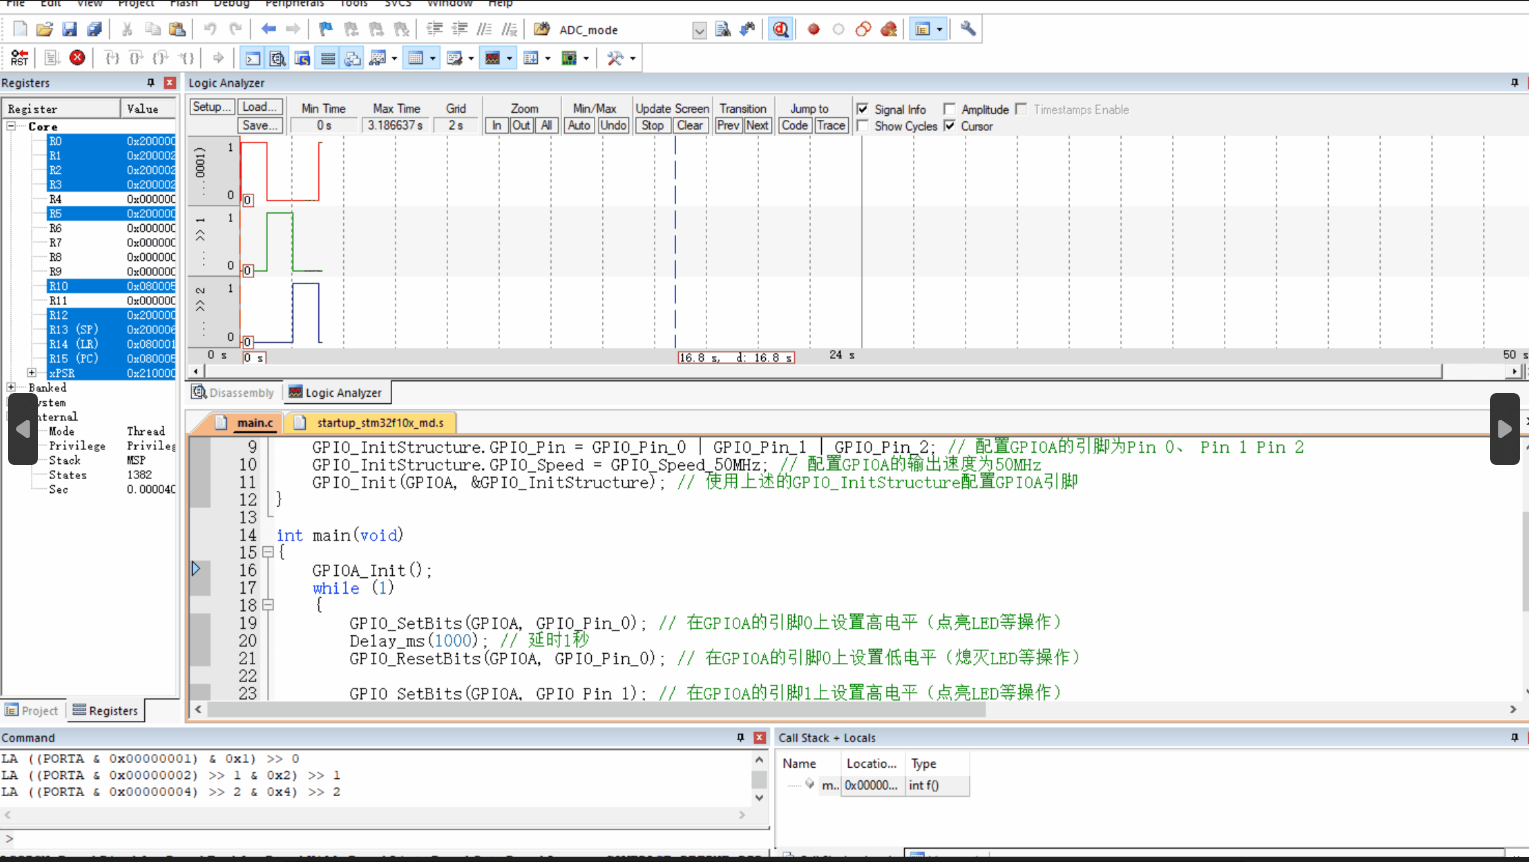 File Edit View Project Flash Debug Peripherals Tools SVCS Window Help
ADC_mode
RST
Registers
Logic Analyzer
Register Value
Core
R0 0x200000
R1 0x200002
R2 0x200002
R3 0x200002
R4 0x000000
R5 0x200000
R6 0x000000
R7 0x000000
R8 0x000000
R9 0x000000
R10 0x080005
R11 0x000000
R12 0x200000
R13 (SP) 0x200006
R14 (LR) 0x080001
R15 (PC) 0x080005
xPSR 0x210000
Banked
ystem
nternal
Mode Thread
Privilege Privileg
Stack MSP
States 1382
Sec 0.00004(
Project Registers
Setup... Load... Min Time Max Time Grid Zoom Min/Max Update Screen Transition Jump to Signal Info Amplitude Timestamps Enable
Save... 0 s 3.186637 s 2 s In Out All Auto Undo Stop Clear Prev Next Code Trace Show Cycles Cursor
...0001) 1
0 0
... >> 1 1
0 0
... >> 2 1
0 0
0 s 0 s 16.8 s, d: 16.8 s 24 s 50 s
Disassembly Logic Analyzer
main.c startup_stm32f10x_md.s
9 GPIO_InitStructure.GPIO_Pin = GPIO_Pin_0 | GPIO_Pin_1 | GPIO_Pin_2; // 配置GPIOA的引脚为Pin 0、 Pin 1 Pin 2
10 GPIO_InitStructure.GPIO_Speed = GPIO_Speed_50MHz; // 配置GPIOA的输出速度为50MHz
11 GPIO_Init(GPIOA, &GPIO_InitStructure); // 使用上述的GPIO_InitStructure配置GPIOA引脚
12 }
13
14 int main(void)
15 {
16 GPIOA_Init();
17 while (1)
18 {
19 GPIO_SetBits(GPIOA, GPIO_Pin_0); // 在GPIOA的引脚0上设置高电平（点亮LED等操作）
20 Delay_ms(1000); // 延时1秒
21 GPIO_ResetBits(GPIOA, GPIO_Pin_0); // 在GPIOA的引脚0上设置低电平（熄灭LED等操作）
22
23 GPIO_SetBits(GPIOA, GPIO_Pin_1); // 在GPIOA的引脚1上设置高电平（点亮LED等操作）
Command
LA ((PORTA & 0x00000001) & 0x1) >> 0
LA ((PORTA & 0x00000002) >> 1 & 0x2) >> 1
LA ((PORTA & 0x00000004) >> 2 & 0x4) >> 2
>
Call Stack + Locals
Name Locatio... Type
m.. 0x00000... int f()